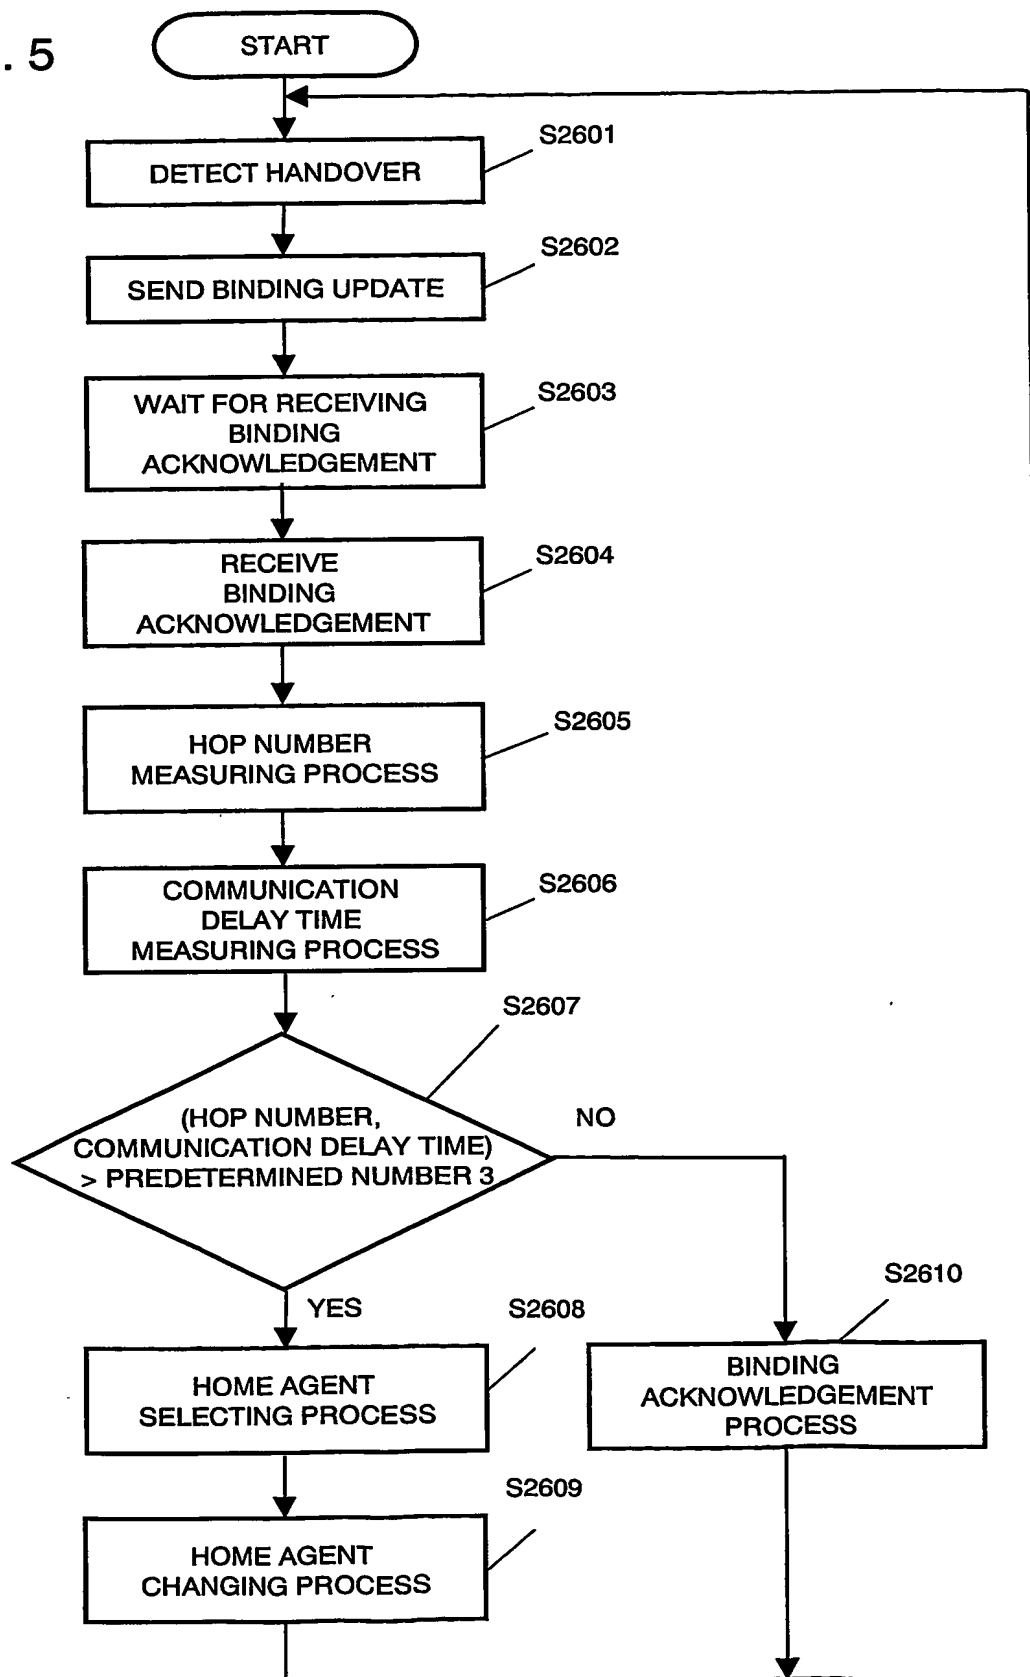 . 5
START
S2601
DETECT HANDOVER
S2602
SEND BINDING UPDATE
S2603
WAIT FOR RECEIVING
BINDING
ACKNOWLEDGEMENT
S2604
RECEIVE
BINDING
ACKNOWLEDGEMENT
S2605
HOP NUMBER
MEASURING PROCESS
S2606
COMMUNICATION
DELAY TIME
MEASURING PROCESS
S2607
(HOP NUMBER,
COMMUNICATION DELAY TIME)
> PREDETERMINED NUMBER 3
NO
YES
S2608
HOME AGENT
SELECTING PROCESS
S2610
BINDING
ACKNOWLEDGEMENT
PROCESS
S2609
HOME AGENT
CHANGING PROCESS